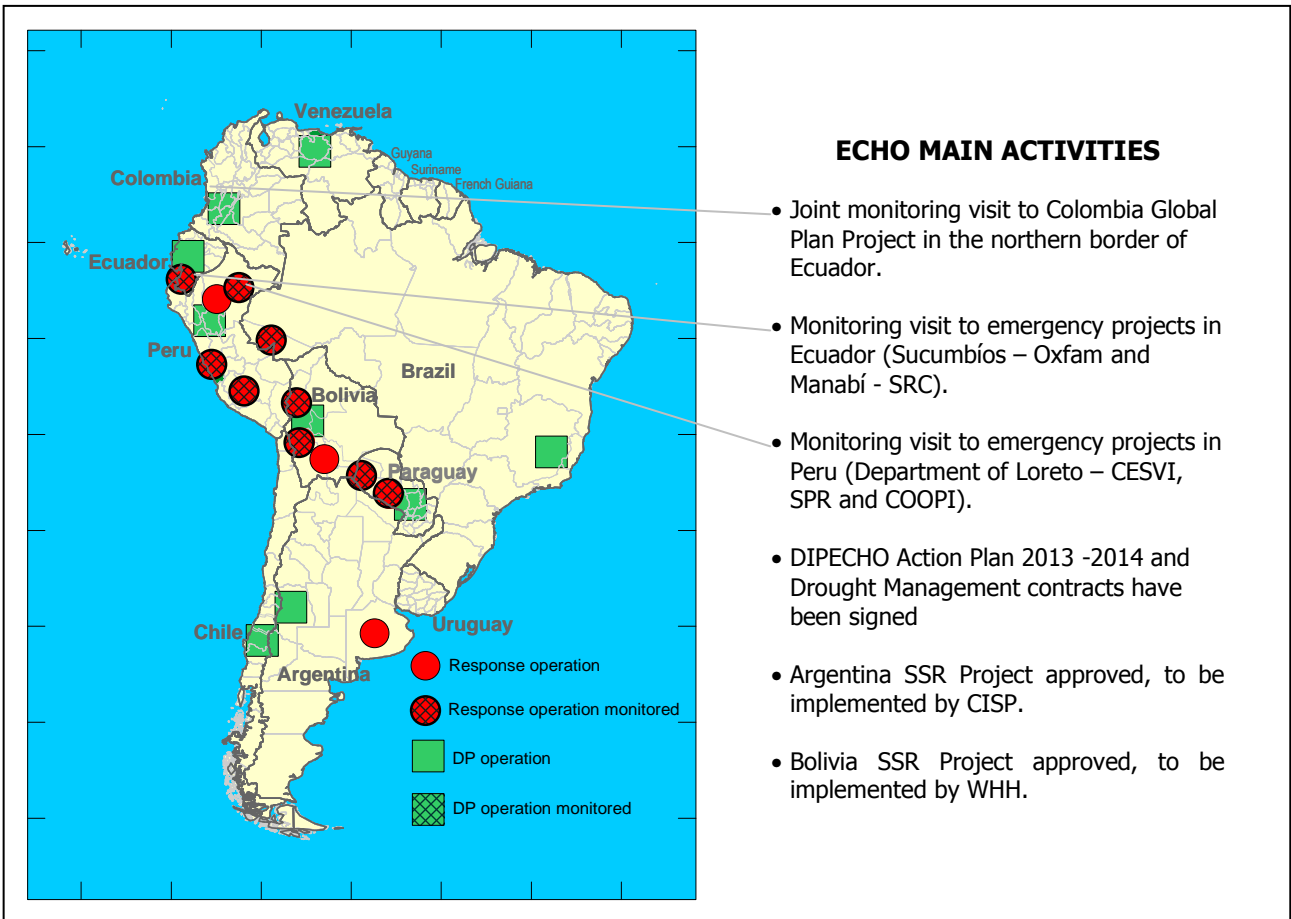 Venezuela
Guyana
Suriname
French Guiana
Colombia
Ecuador
Peru
Brazil
Bolivia
Paraguay
Chile
Uruguay
Argentina
Response operation
Response operation monitored
DP operation
DP operation monitored
ECHO MAIN ACTIVITIES
• Joint monitoring visit to Colombia Global
Plan Project in the northern border of
Ecuador.
• Monitoring visit to emergency projects in
Ecuador (Sucumbíos – Oxfam and
Manabí - SRC).
• Monitoring visit to emergency projects in
Peru (Department of Loreto – CESVI,
SPR and COOPI).
• DIPECHO Action Plan 2013 -2014 and
Drought Management contracts have
been signed
• Argentina SSR Project approved, to be
implemented by CISP.
• Bolivia SSR Project approved, to be
implemented by WHH.